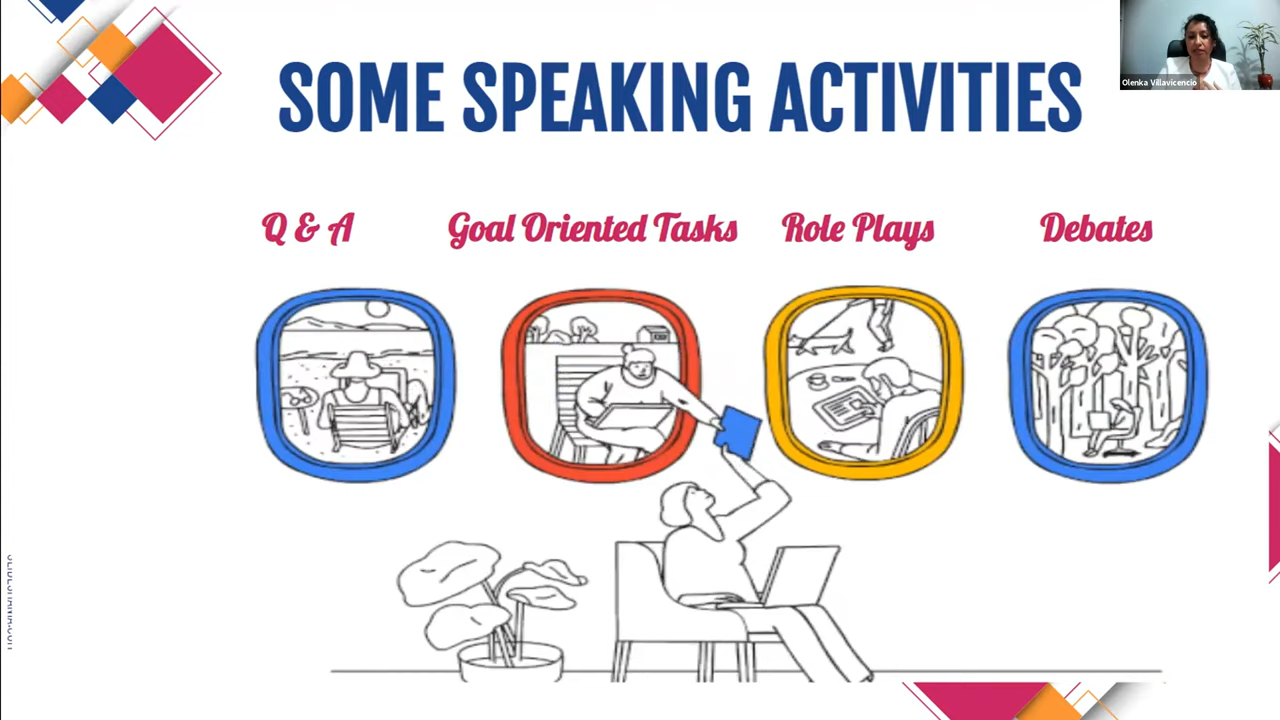 SOME SPEAKING ACTIVITIES
Olenka Villavicencio
Q & A
Goal Oriented Tasks
Role Plays
Debates